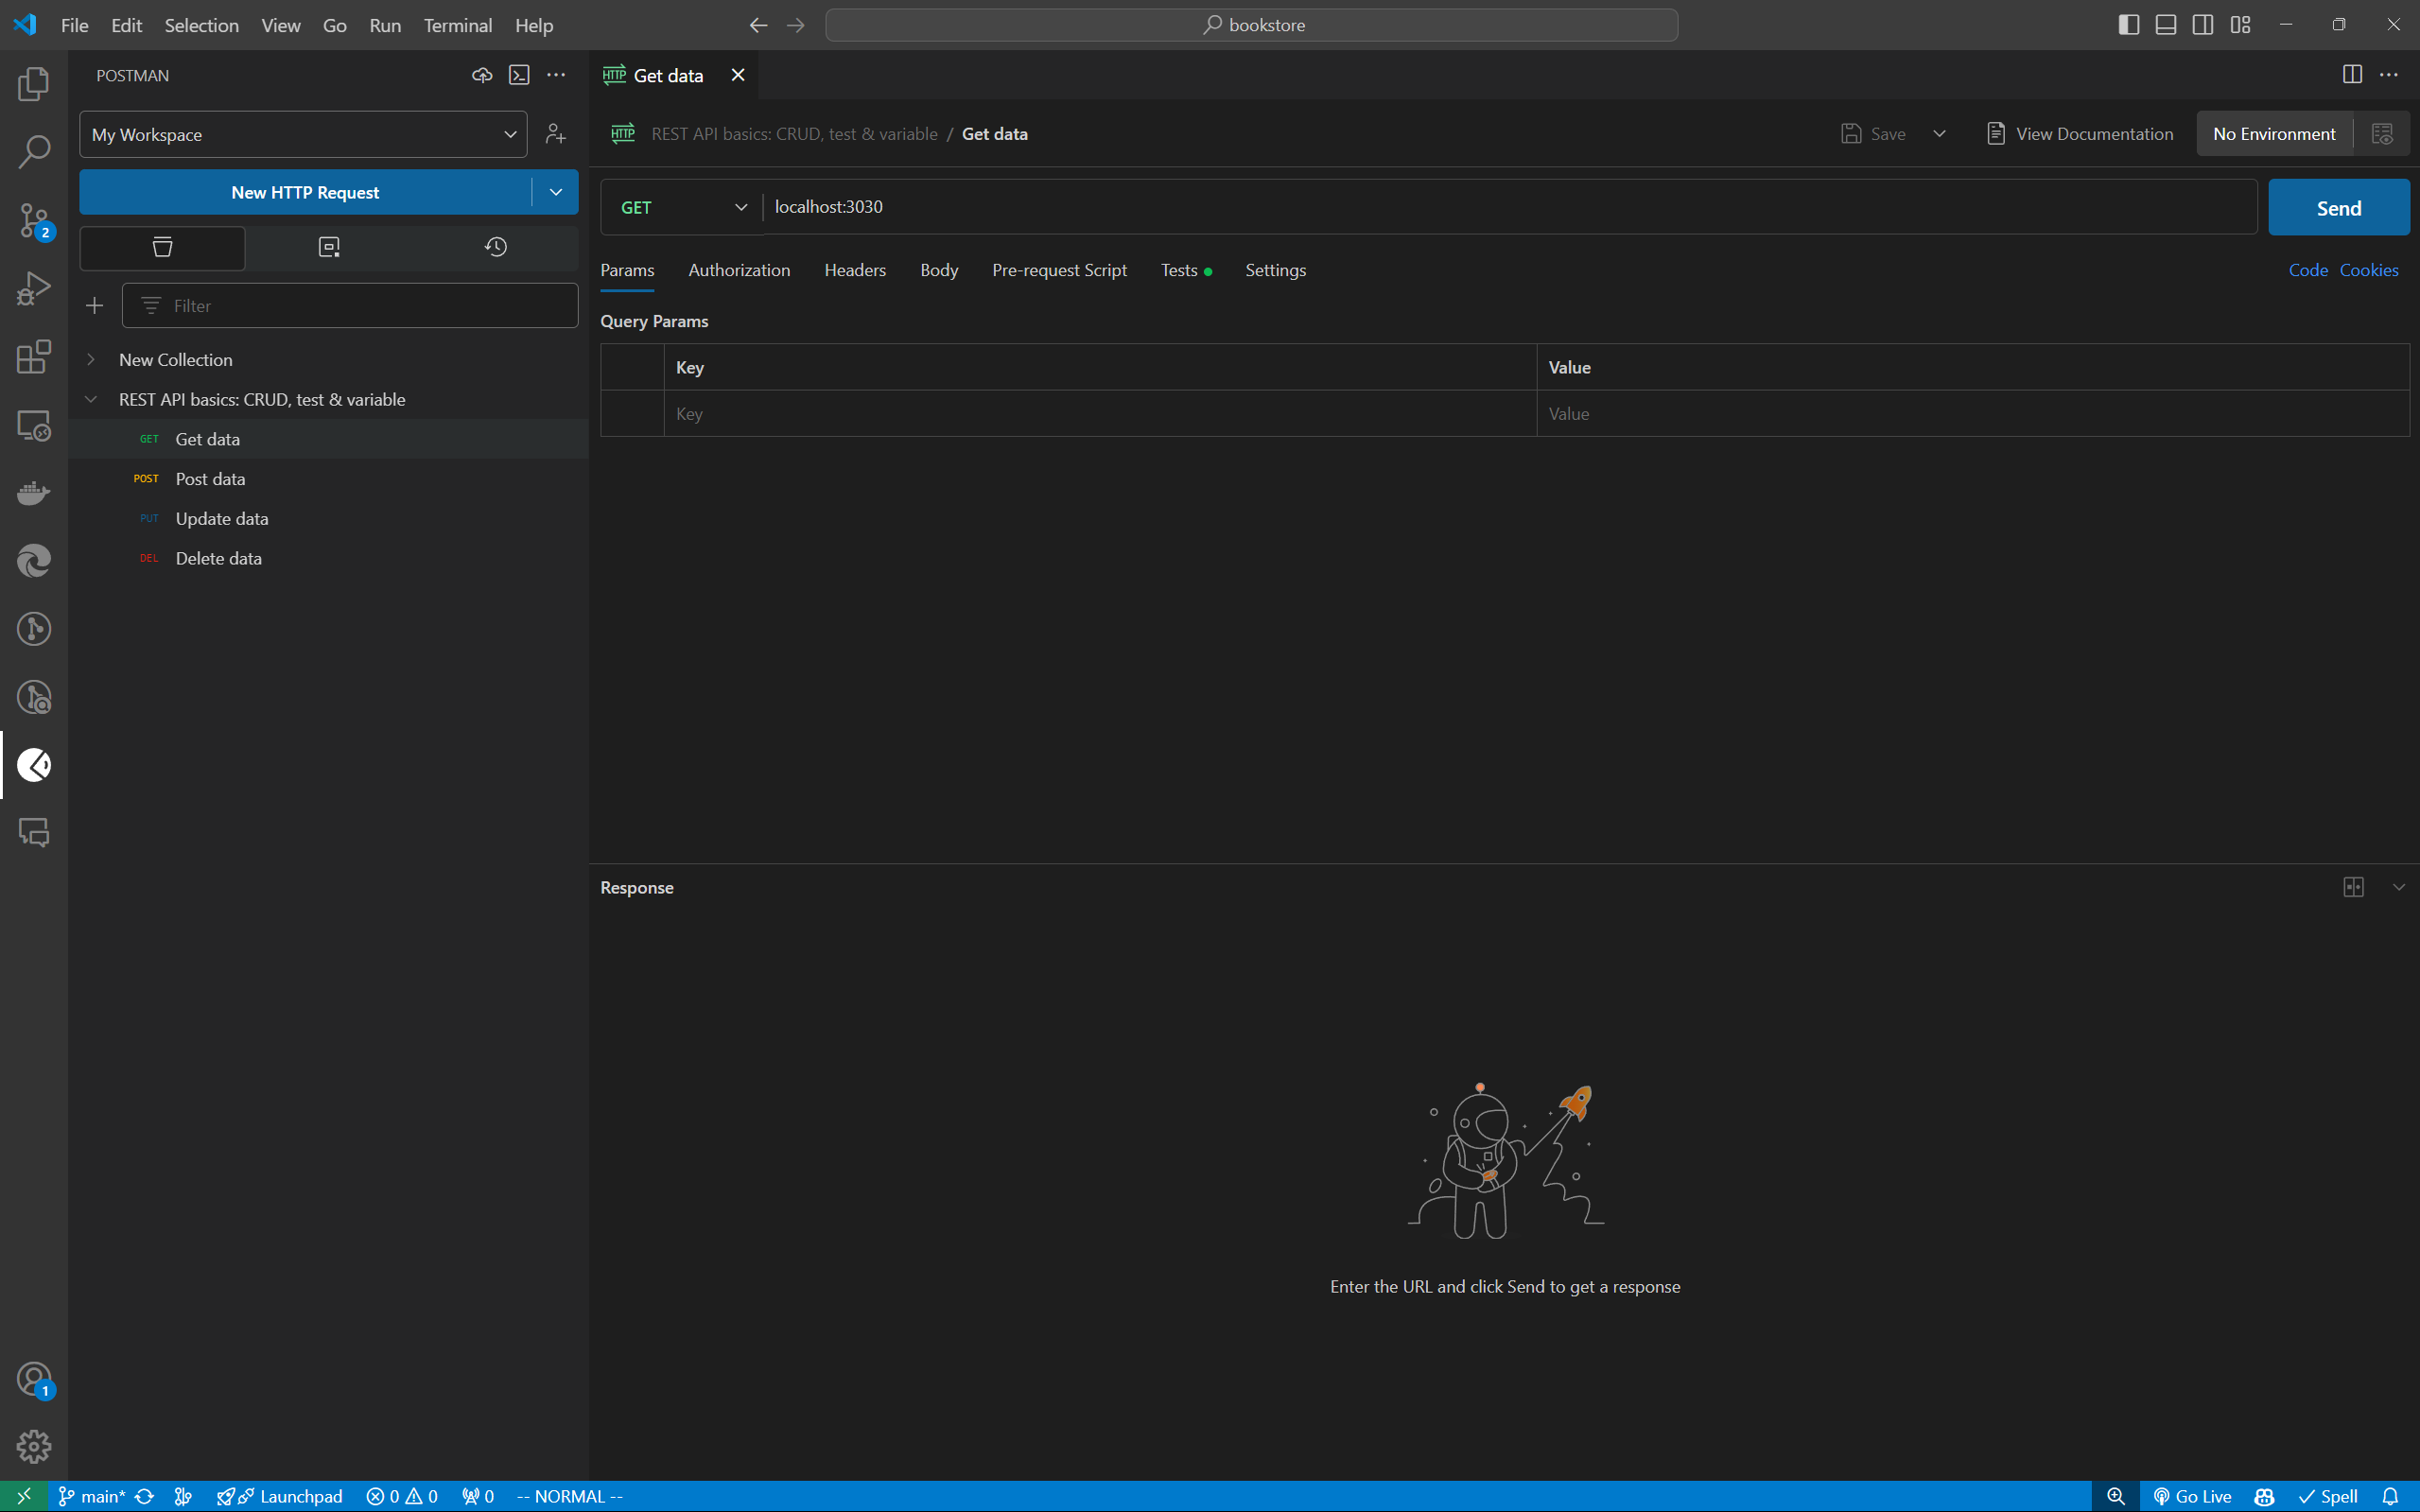 File Edit Selection View Go Run Terminal Help
bookstore
POSTMAN
HTTP Get data
My Workspace
HTTP REST API basics: CRUD, test & variable / Get data
Save
View Documentation
No Environment
New HTTP Request
GET
localhost:3030
Send
2
Params Authorization Headers Body Pre-request Script Tests Settings
Code Cookies
Filter
Query Params
New Collection
Key Value
REST API basics: CRUD, test & variable
Key Value
GET Get data
POST Post data
PUT Update data
DEL Delete data
Response
Enter the URL and click Send to get a response
1
main* Launchpad 0 0 0 -- NORMAL --
Go Live Spell